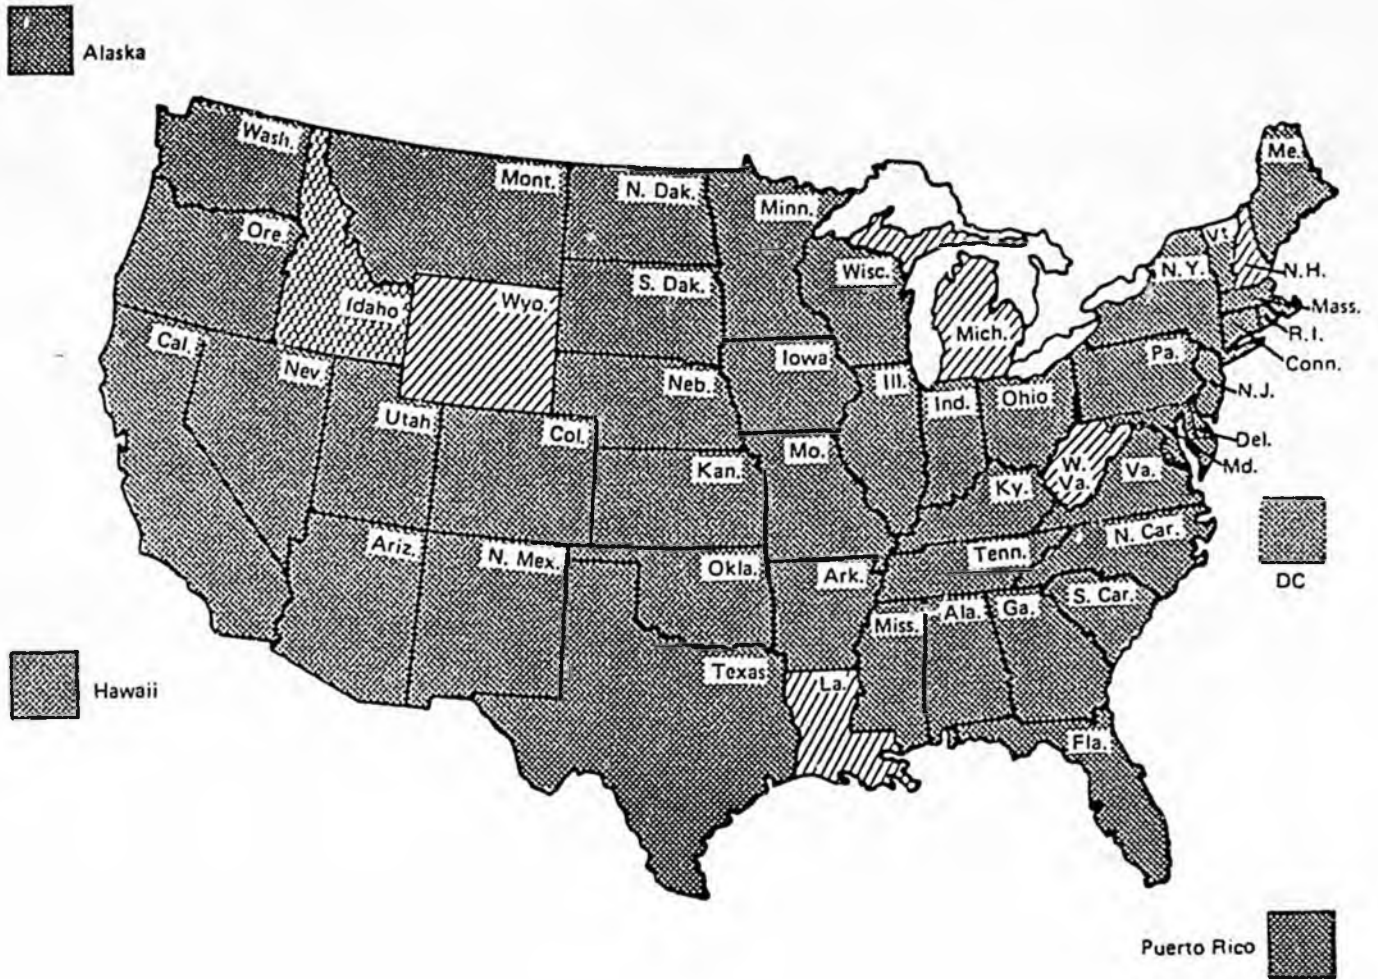 Alaska
Wash.
Mont.
N. Dak.
Minn.
Me.
Ore.
Vt.
N.H.
Idaho
Wyo.
S. Dak.
Wisc.
Mich.
N.Y.
Mass.
R.I.
Conn.
Cal.
Nev.
Utah
Col.
Neb.
Iowa
Ill.
Ind.
Ohio
Pa.
N.J.
Kan.
Mo.
Ky.
W.
Va.
Va.
Del.
Md.
Ariz.
N. Mex.
Okla.
Ark.
Tenn.
N. Car.
DC
S. Car.
Miss.
Ala.
Ga.
Hawaii
Texas
La.
Fla.
Puerto Rico